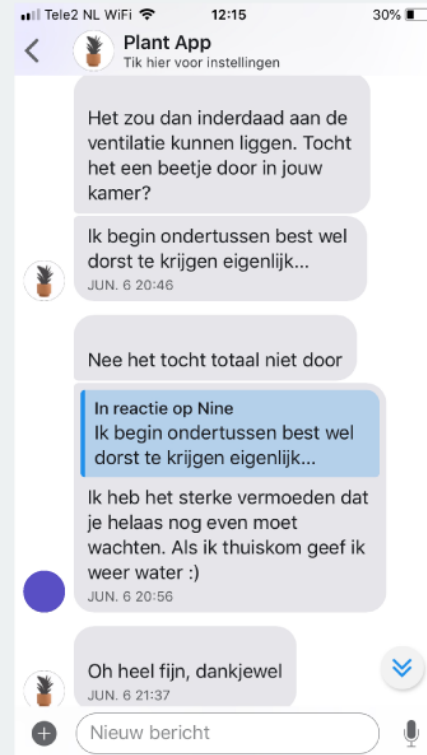 Tele2 NL WiFi 12:15 30%
Plant App
Tik hier voor instellingen
Het zou dan inderdaad aan de
ventilatie kunnen liggen. Tocht
het een beetje door in jouw
kamer?
Ik begin ondertussen best wel
dorst te krijgen eigenlijk...
JUN. 6 20:46
Nee het tocht totaal niet door
In reactie op Nine
Ik begin ondertussen best wel
dorst te krijgen eigenlijk...
Ik heb het sterke vermoeden dat
je helaas nog even moet
wachten. Als ik thuiskom geef ik
weer water :)
JUN. 6 20:56
Oh heel fijn, dankjewel
JUN. 6 21:37
Nieuw bericht